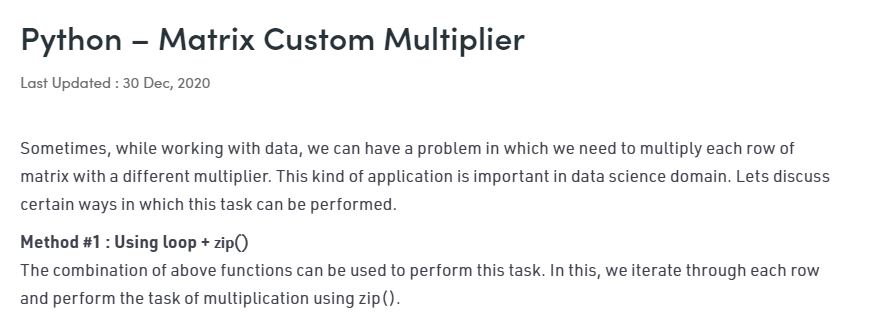 Python – Matrix Custom Multiplier
Last Updated : 30 Dec, 2020
Sometimes, while working with data, we can have a problem in which we need to multiply each row of
matrix with a different multiplier. This kind of application is important in data science domain. Lets discuss
certain ways in which this task can be performed.
Method #1 : Using loop + zip()
The combination of above functions can be used to perform this task. In this, we iterate through each row
and perform the task of multiplication using zip().